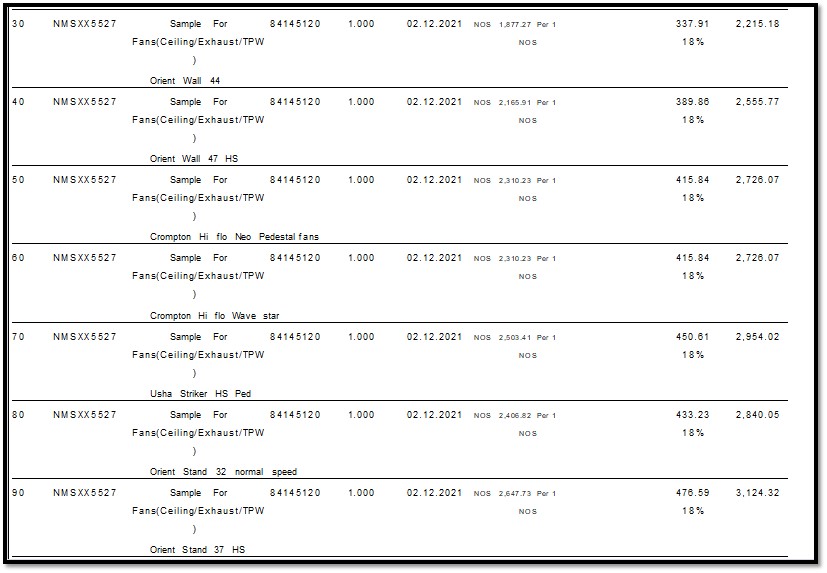 30 NMSXX5527 Sample For 84145120 1.000 02.12.2021 NOS 1,877.27 Per 1 337.91 2,215.18
Fans(Ceiling/Exhaust/TPW NOS 18%
)
Orient Wall 44
40 NMSXX5527 Sample For 84145120 1.000 02.12.2021 NOS 2,165.91 Per 1 389.86 2,555.77
Fans(Ceiling/Exhaust/TPW NOS 18%
)
Orient Wall 47 HS
50 NMSXX5527 Sample For 84145120 1.000 02.12.2021 NOS 2,310.23 Per 1 415.84 2,726.07
Fans(Ceiling/Exhaust/TPW NOS 18%
)
Crompton Hi flo Neo Pedestal fans
60 NMSXX5527 Sample For 84145120 1.000 02.12.2021 NOS 2,310.23 Per 1 415.84 2,726.07
Fans(Ceiling/Exhaust/TPW NOS 18%
)
Crompton Hi flo Wave star
70 NMSXX5527 Sample For 84145120 1.000 02.12.2021 NOS 2,503.41 Per 1 450.61 2,954.02
Fans(Ceiling/Exhaust/TPW NOS 18%
)
Usha Striker HS Ped
80 NMSXX5527 Sample For 84145120 1.000 02.12.2021 NOS 2,406.82 Per 1 433.23 2,840.05
Fans(Ceiling/Exhaust/TPW NOS 18%
)
Orient Stand 32 normal speed
90 NMSXX5527 Sample For 84145120 1.000 02.12.2021 NOS 2,647.73 Per 1 476.59 3,124.32
Fans(Ceiling/Exhaust/TPW NOS 18%
)
Orient Stand 37 HS